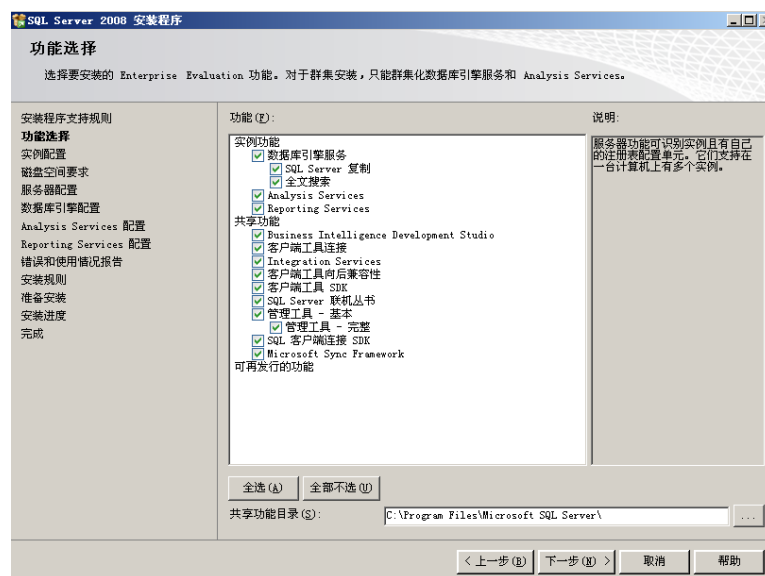 SQL Server 2008 安装程序
功能选择
选择要安装的 Enterprise Evaluation 功能。对于群集安装，只能群集化数据库引擎服务和 Analysis Services。
安装程序支持规则
功能选择
实例配置
磁盘空间要求
服务器配置
数据库引擎配置
Analysis Services 配置
Reporting Services 配置
错误和使用情况报告
安装规则
准备安装
安装进度
完成
功能(F):
实例功能
数据库引擎服务
SQL Server 复制
全文搜索
Analysis Services
Reporting Services
共享功能
Business Intelligence Development Studio
客户端工具连接
Integration Services
客户端工具向后兼容性
客户端工具 SDK
SQL Server 联机丛书
管理工具 - 基本
管理工具 - 完整
SQL 客户端连接 SDK
Microsoft Sync Framework
可再发行的功能
说明:
服务器功能可识别实例且有自己
的注册表配置单元。它们支持在
一台计算机上有多个实例。
全选(A)
全部不选(U)
共享功能目录(S):
C:\Program Files\Microsoft SQL Server\
...
< 上一步(B)
下一步(N) >
取消
帮助